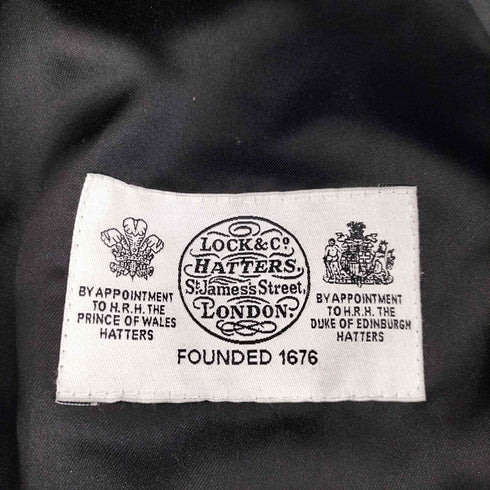 LOCK & Co.
HATTERS,
St. James's Street,
LONDON.
BY APPOINTMENT
TO H.R.H. THE
PRINCE OF WALES
HATTERS
BY APPOINTMENT
TO H.R.H. THE
DUKE OF EDINBURGH
HATTERS
FOUNDED 1676